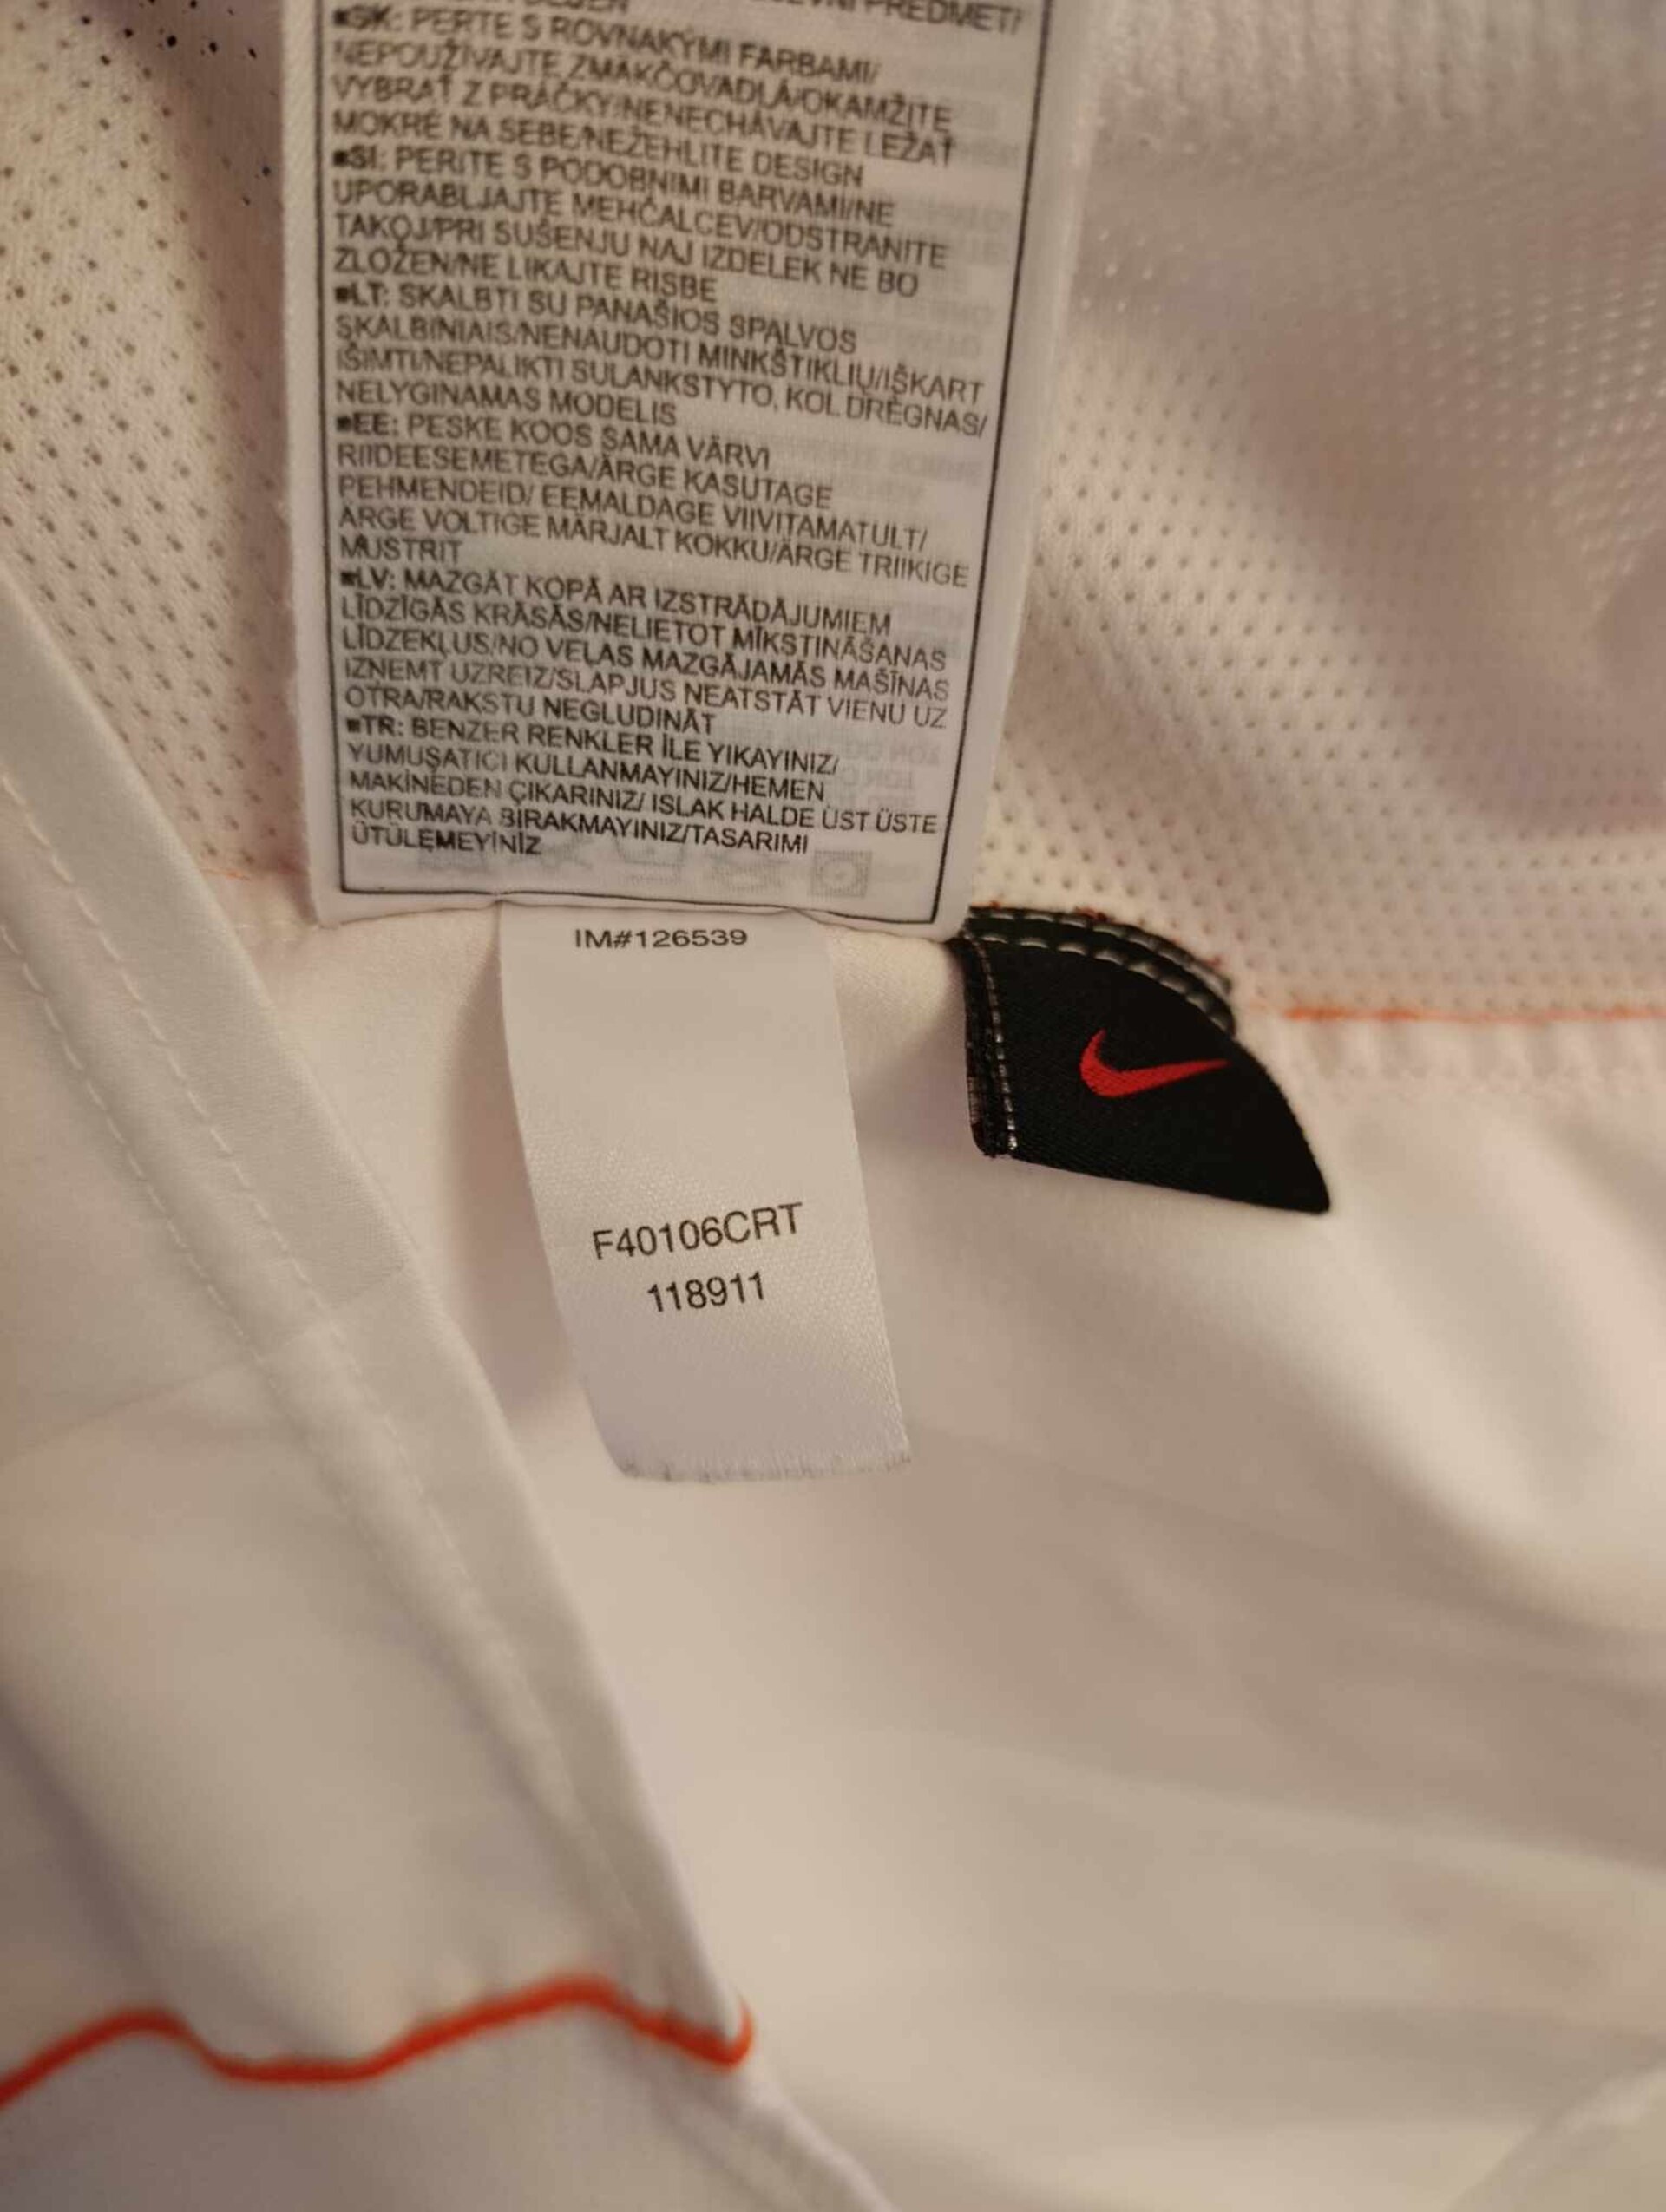 PREDMET/
■SK: PERTE S ROVNAKÝMI FARBAMI/
NEPOUŽÍVAJTE ZMÄKČOVADLÁ/OKAMŽITE
VYBRAŤ Z PRÁČKY/NENECHÁVAJTE LEŽAŤ
MOKRÉ NA SEBE/NEŽEHLITE DESIGN
■SI: PERITE S PODOBNIMI BARVAMI/NE
UPORABLJAJTE MEHČALCEV/ODSTRANITE
TAKOJ/PRI SUŠENJU NAJ IZDELEK NE BO
ZLOŽEN/NE LIKAJTE RISBE
■LT: SKALBTI SU PANAŠIOS SPALVOS
SKALBINIAIS/NENAUDOTI MINKŠTIKLIŲ/IŠKART
IŠIMTI/NEPALIKTI SULANKSTYTO, KOL DRĖGNAS/
NELYGINAMAS MODELIS
■EE: PESKE KOOS SAMA VÄRVI
RIIDEESEMETEGA/ÄRGE KASUTAGE
PEHMENDEID/ EEMALDAGE VIIVITAMATULT/
ÄRGE VOLTIGE MÄRJALT KOKKU/ÄRGE TRIIKIGE
MUSTRIT
■LV: MAZGĀT KOPĀ AR IZSTRĀDĀJUMIEM
LĪDZĪGĀS KRĀSĀS/NELIETOT MĪKSTINĀŠANAS
LĪDZEKĻUS/NO VEĻAS MAZGĀJAMĀS MAŠĪNAS
IZŅEMT UZREIZ/SLAPJUS NEATSTĀT VIENU UZ
OTRA/RAKSTU NEGLUDINĀT
■TR: BENZER RENKLER İLE YIKAYINIZ/
YUMUŞATICI KULLANMAYINIZ/HEMEN
MAKİNEDEN ÇIKARINIZ/ ISLAK HALDE ÜST ÜSTE
KURUMAYA BIRAKMAYINIZ/TASARIMI
ÜTÜLEMEYİNİZ
IM#126539
F40106CRT
118911